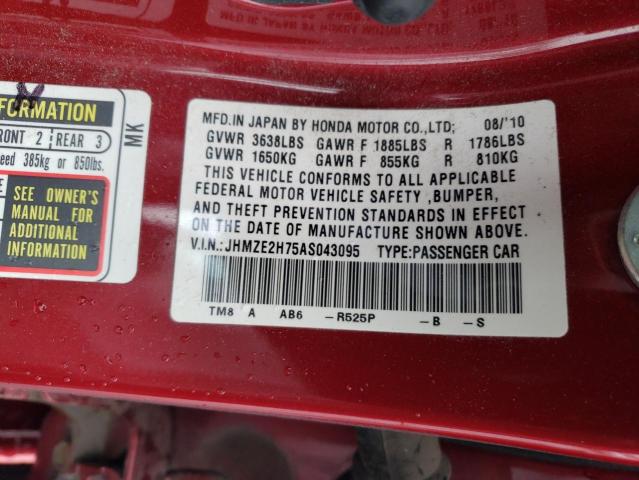 MFD.IN JAPAN BY HONDA MOTOR CO.,LTD; 08/'10
GVWR 3638LBS GAWR F 1885LBS R 1786LBS
GVWR 1650KG GAWR F 855KG R 810KG
THIS VEHICLE CONFORMS TO ALL APPLICABLE
FEDERAL MOTOR VEHICLE SAFETY ,BUMPER,
AND THEFT PREVENTION STANDARDS IN EFFECT
ON THE DATE OF MANUFACTURE SHOWN ABOVE.
V.I.N.:JHMZE2H75AS043095 TYPE:PASSENGER CAR
TM8 A AB6 -R525P -B -S
FORMATION
FRONT 2 REAR 3
385kg or 850lbs.
SEE OWNER'S
MANUAL FOR
ADDITIONAL
INFORMATION
MK